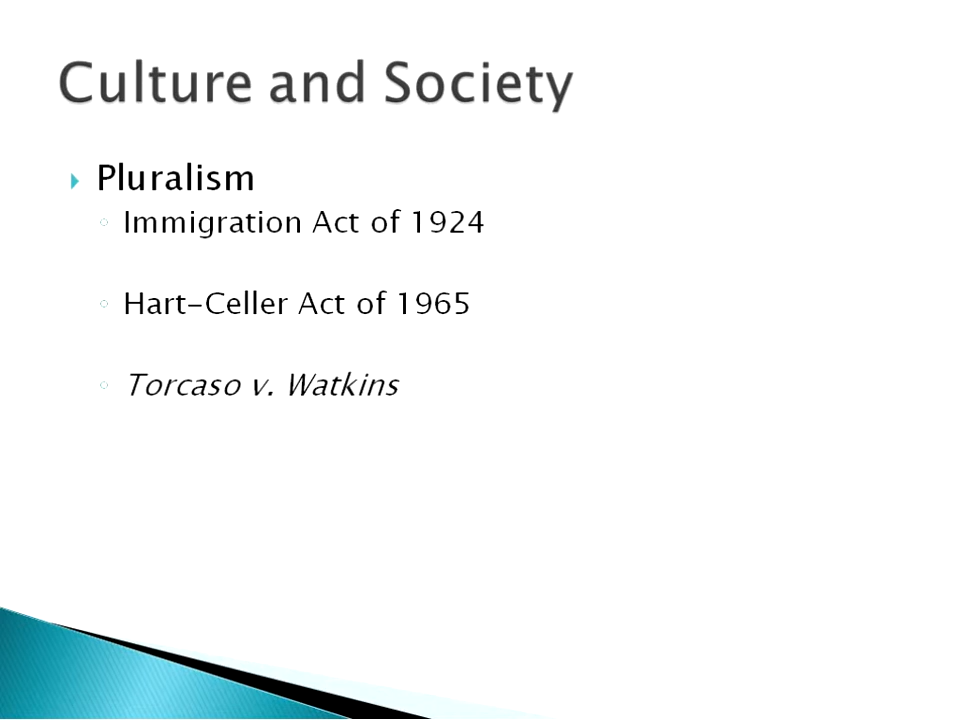 Culture and Society
Pluralism
Immigration Act of 1924
Hart-Celler Act of 1965
Torcaso v. Watkins